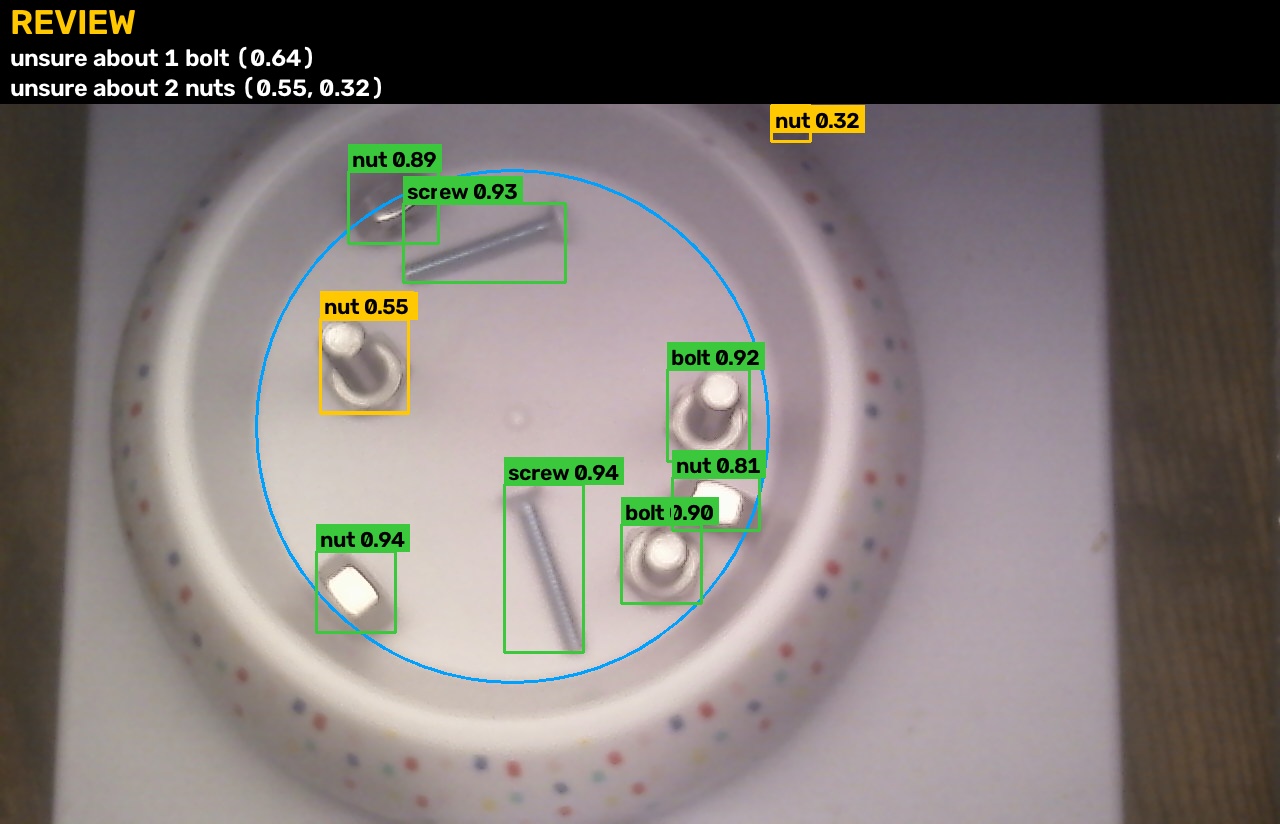 REVIEW
unsure about 1 bolt (0.64)
unsure about 2 nuts (0.55, 0.32)
nut 0.32
nut 0.89
screw 0.93
nut 0.55
bolt 0.92
nut 0.81
screw 0.94
bolt 0.90
nut 0.94